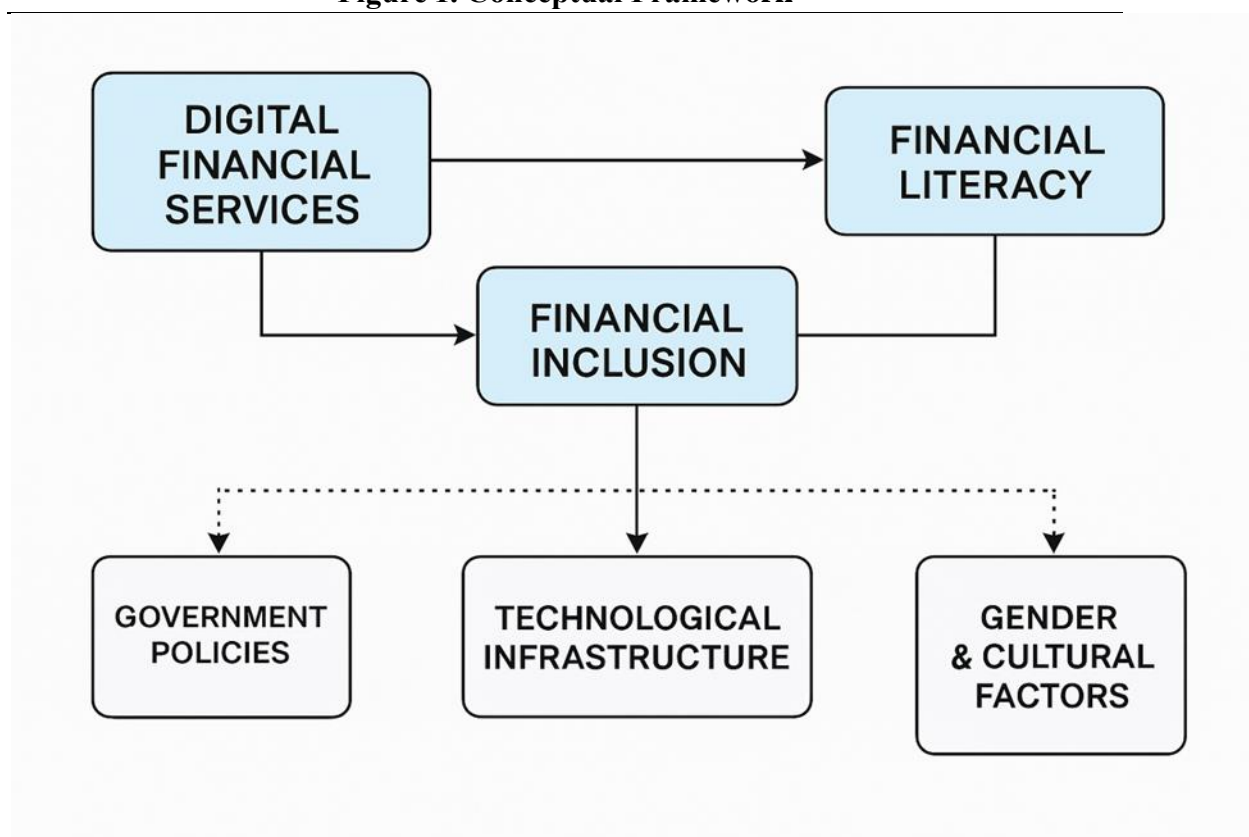 Figure 1. Conceptual Framework
DIGITAL
FINANCIAL
SERVICES
FINANCIAL
LITERACY
FINANCIAL
INCLUSION
GOVERNMENT
POLICIES
TECHNOLOGICAL
INFRASTRUCTURE
GENDER
& CULTURAL
FACTORS